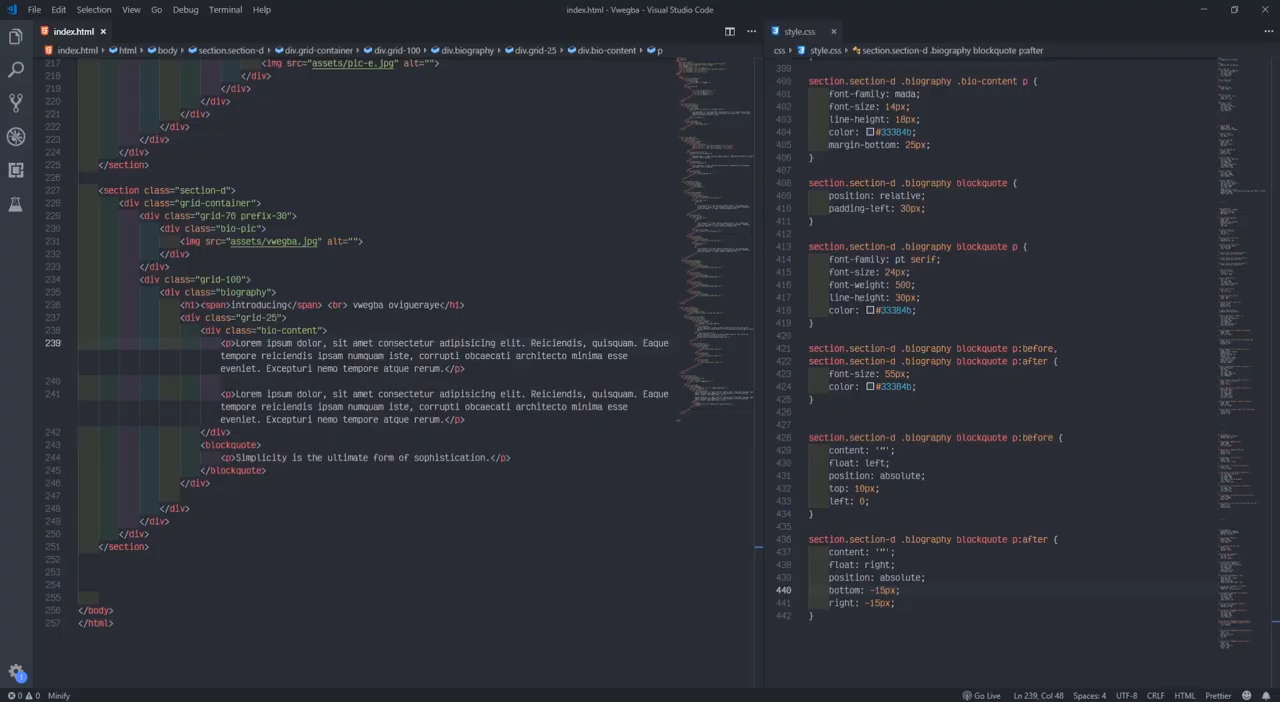 File Edit Selection View Go Debug Terminal Help
index.html - Vwegba - Visual Studio Code
index.html
index.html > html > body > section.section-d > div.grid-container > div.grid-100 > div.biography > div.grid-25 > div.bio-content > p
217 <img src="assets/pic-e.jpg" alt="">
218 </div>
219 </div>
220 </div>
221 </div>
222 </div>
223 </div>
224 </div>
225 </section>
226
227 <section class="section-d">
228 <div class="grid-container">
229 <div class="grid-70 prefix-30">
230 <div class="bio-pic">
231 <img src="assets/vwegba.jpg" alt="">
232 </div>
233 </div>
234 <div class="grid-100">
235 <div class="biography">
236 <h1><span>introducing</span> <br> vwegba ovigueraye</h1>
237 <div class="grid-25">
238 <div class="bio-content">
239 <p>Lorem ipsum dolor, sit amet consectetur adipisicing elit. Reiciendis, quisquam. Eaque
tempore reiciendis ipsam numquam iste, corrupti obcaecati architecto minima esse
eveniet. Excepturi nemo tempore atque rerum.</p>
240
241 <p>Lorem ipsum dolor, sit amet consectetur adipisicing elit. Reiciendis, quisquam. Eaque
tempore reiciendis ipsam numquam iste, corrupti obcaecati architecto minima esse
eveniet. Excepturi nemo tempore atque rerum.</p>
242 </div>
243 <blockquote>
244 <p>Simplicity is the ultimate form of sophistication.</p>
245 </blockquote>
246 </div>
247
248 </div>
249 </div>
250 </div>
251 </section>
252
253
254
255
256 </body>
257 </html>
style.css
css > style.css > section.section-d .biography blockquote p:after
399
400 section.section-d .biography .bio-content p {
401 font-family: mada;
402 font-size: 14px;
403 line-height: 18px;
404 color: #33384b;
405 margin-bottom: 25px;
406 }
407
408 section.section-d .biography blockquote {
409 position: relative;
410 padding-left: 30px;
411 }
412
413 section.section-d .biography blockquote p {
414 font-family: pt serif;
415 font-size: 24px;
416 font-weight: 500;
417 line-height: 30px;
418 color: #33384b;
419 }
420
421 section.section-d .biography blockquote p:before,
422 section.section-d .biography blockquote p:after {
423 font-size: 55px;
424 color: #33384b;
425 }
426
427
428 section.section-d .biography blockquote p:before {
429 content: '“';
430 float: left;
431 position: absolute;
432 top: 10px;
433 left: 0;
434 }
435
436 section.section-d .biography blockquote p:after {
437 content: '”';
438 float: right;
439 position: absolute;
440 bottom: -15px;
441 right: -15px;
442 }
0 0 Minify
Go Live Ln 239, Col 48 Spaces: 4 UTF-8 CRLF HTML Prettier